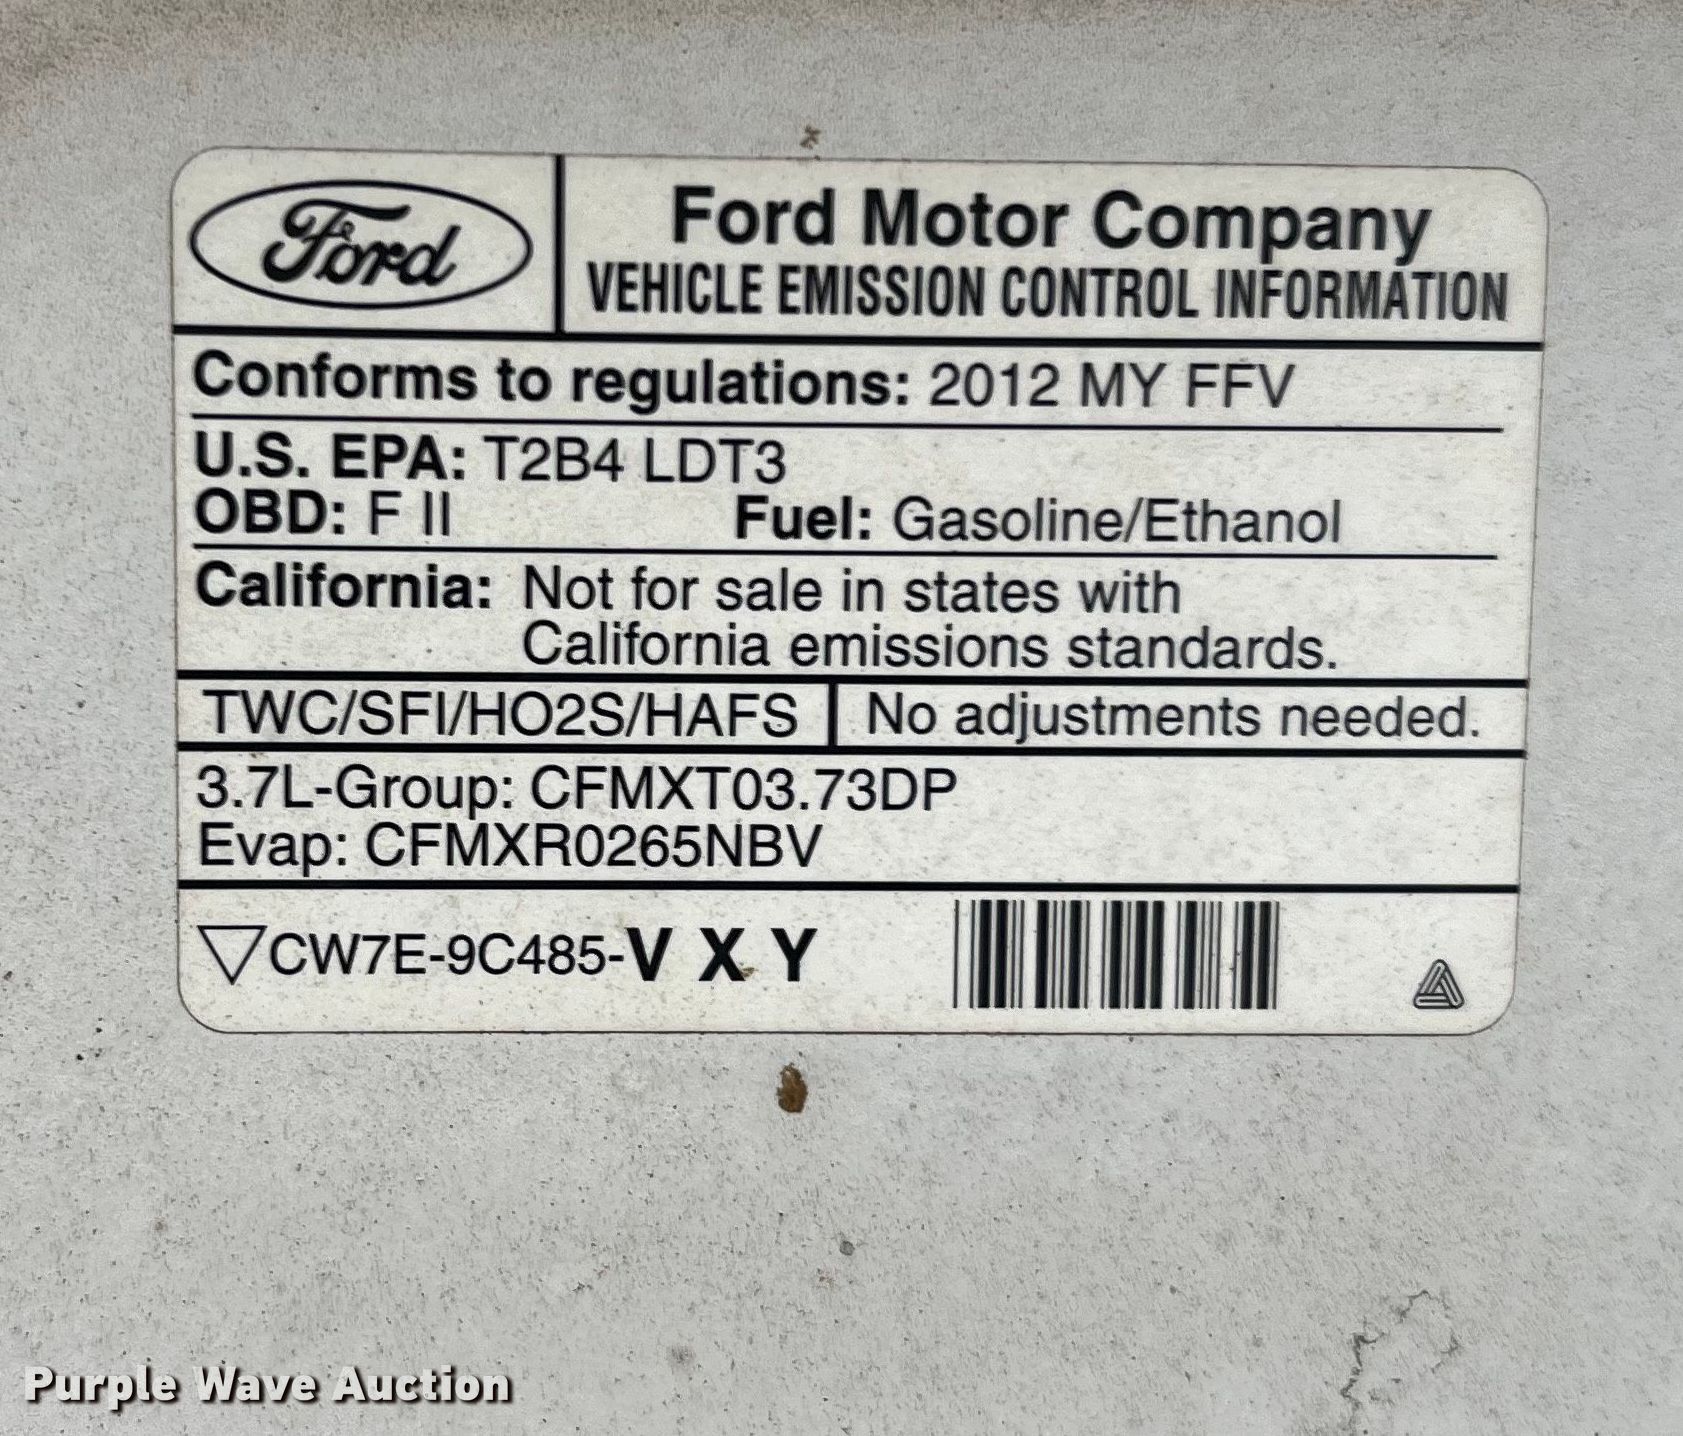 Ford
Ford Motor Company
VEHICLE EMISSION CONTROL INFORMATION
Conforms to regulations: 2012 MY FFV
U.S. EPA: T2B4 LDT3
OBD: F II Fuel: Gasoline/Ethanol
California: Not for sale in states with
California emissions standards.
TWC/SFI/HO2S/HAFS No adjustments needed.
3.7L-Group: CFMXT03.73DP
Evap: CFMXR0265NBV
CW7E-9C485-V X Y
Purple Wave Auction